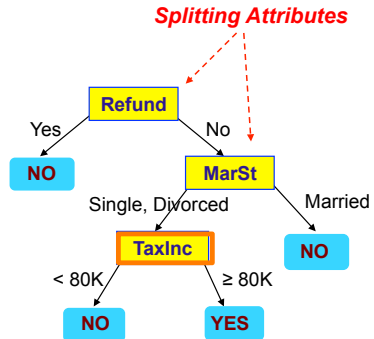 Splitting Attributes
Refund
Yes
No
NO
MarSt
Single, Divorced
Married
TaxInc
NO
< 80K
≥ 80K
NO
YES